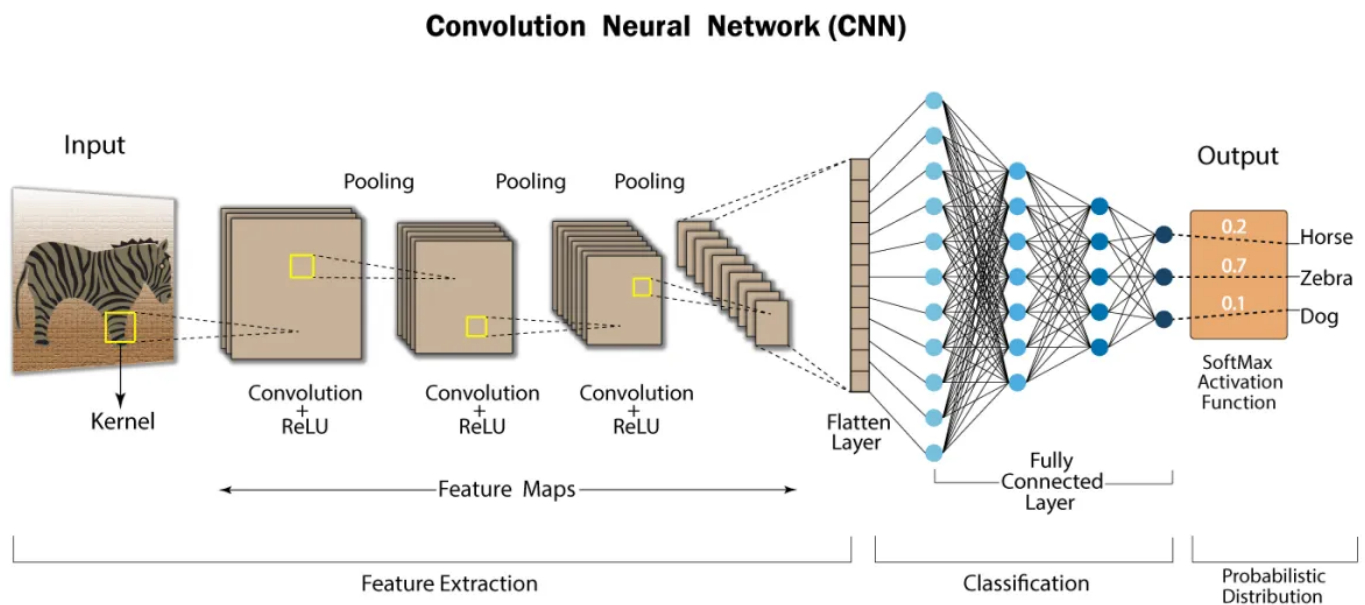 Convolution Neural Network (CNN)
Input
Pooling
Pooling
Pooling
Output
0.2
Horse
0.7
Zebra
0.1
Dog
Kernel
Convolution
+
ReLU
Convolution
+
ReLU
Convolution
+
ReLU
Flatten
Layer
SoftMax
Activation
Function
Feature Maps
Fully
Connected
Layer
Feature Extraction
Classification
Probabilistic
Distribution